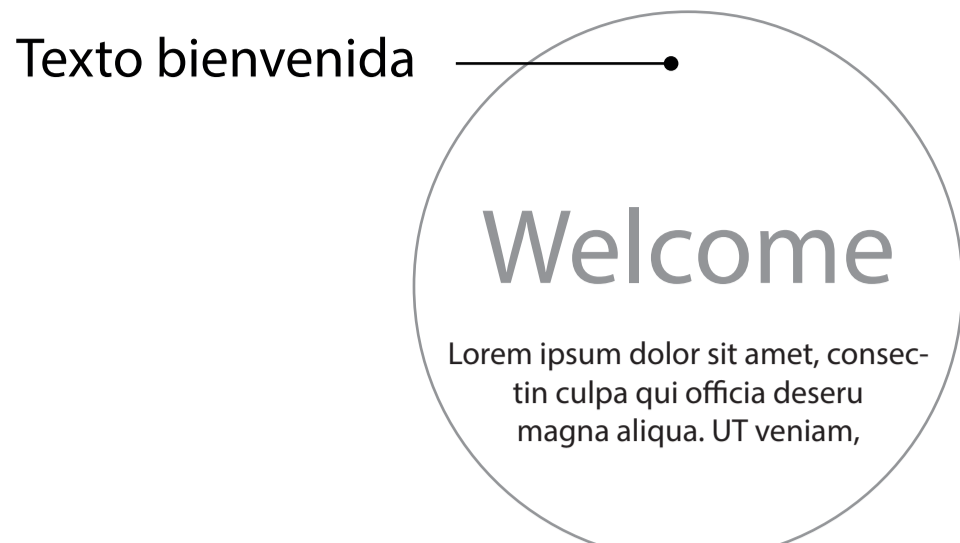 Texto bienvenida
Welcome
Lorem ipsum dolor sit amet, consec-
tin culpa qui officia deseru
magna aliqua. UT veniam,